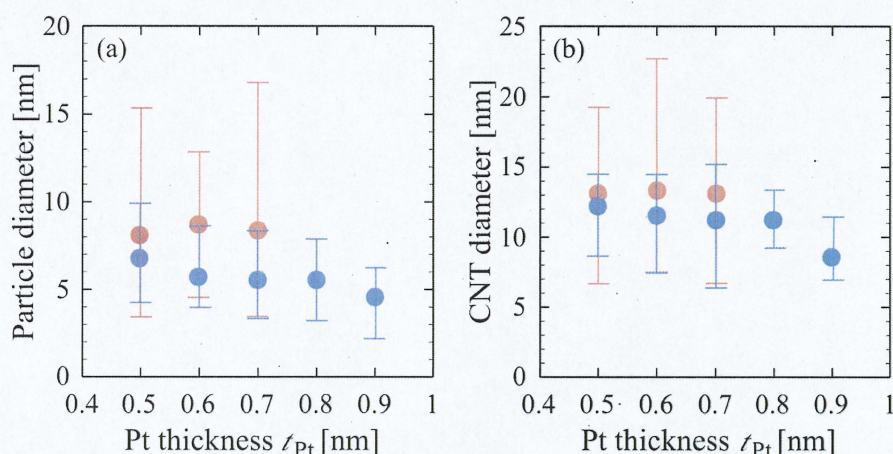 (a)
Particle diameter [nm]
20
15
10
5
0
0.4 0.5 0.6 0.7 0.8 0.9 1
Pt thickness tPt [nm]
(b)
CNT diameter [nm]
25
20
15
10
5
0
0.4 0.5 0.6 0.7 0.8 0.9 1
Pt thickness tPt [nm]